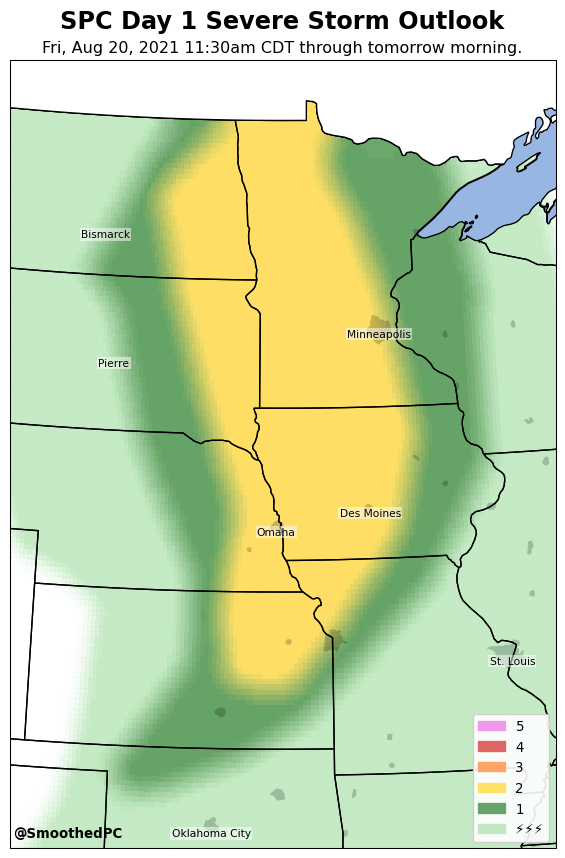 SPC Day 1 Severe Storm Outlook
Fri, Aug 20, 2021 11:30am CDT through tomorrow morning.
Bismarck
Minneapolis
Pierre
Des Moines
Omaha
St. Louis
5
4
3
2
1
⚡⚡⚡
@SmoothedPC
Oklahoma City